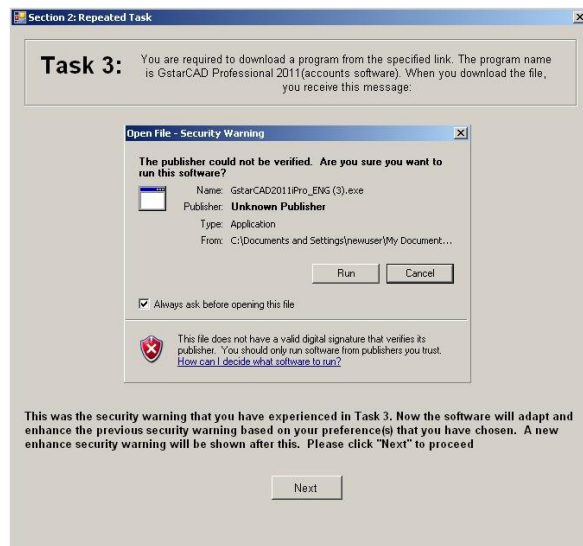 Section 2: Repeated Task
Task 3:
You are required to download a program from the specified link. The program name
is GstarCAD Professional 2011(accounts software). When you download the file,
you receive this message:
Open File - Security Warning
The publisher could not be verified. Are you sure you want to
run this software?
Name: GstarCAD2011iPro_ENG (3).exe
Publisher: Unknown Publisher
Type: Application
From: C:\Documents and Settings\newuser\My Document...
Run
Cancel
Always ask before opening this file
This file does not have a valid digital signature that verifies its
publisher. You should only run software from publishers you trust.
How can I decide what software to run?
This was the security warning that you have experienced in Task 3. Now the software will adapt and
enhance the previous security warning based on your preference(s) that you have chosen. A new
enhance security warning will be shown after this. Please click "Next" to proceed
Next